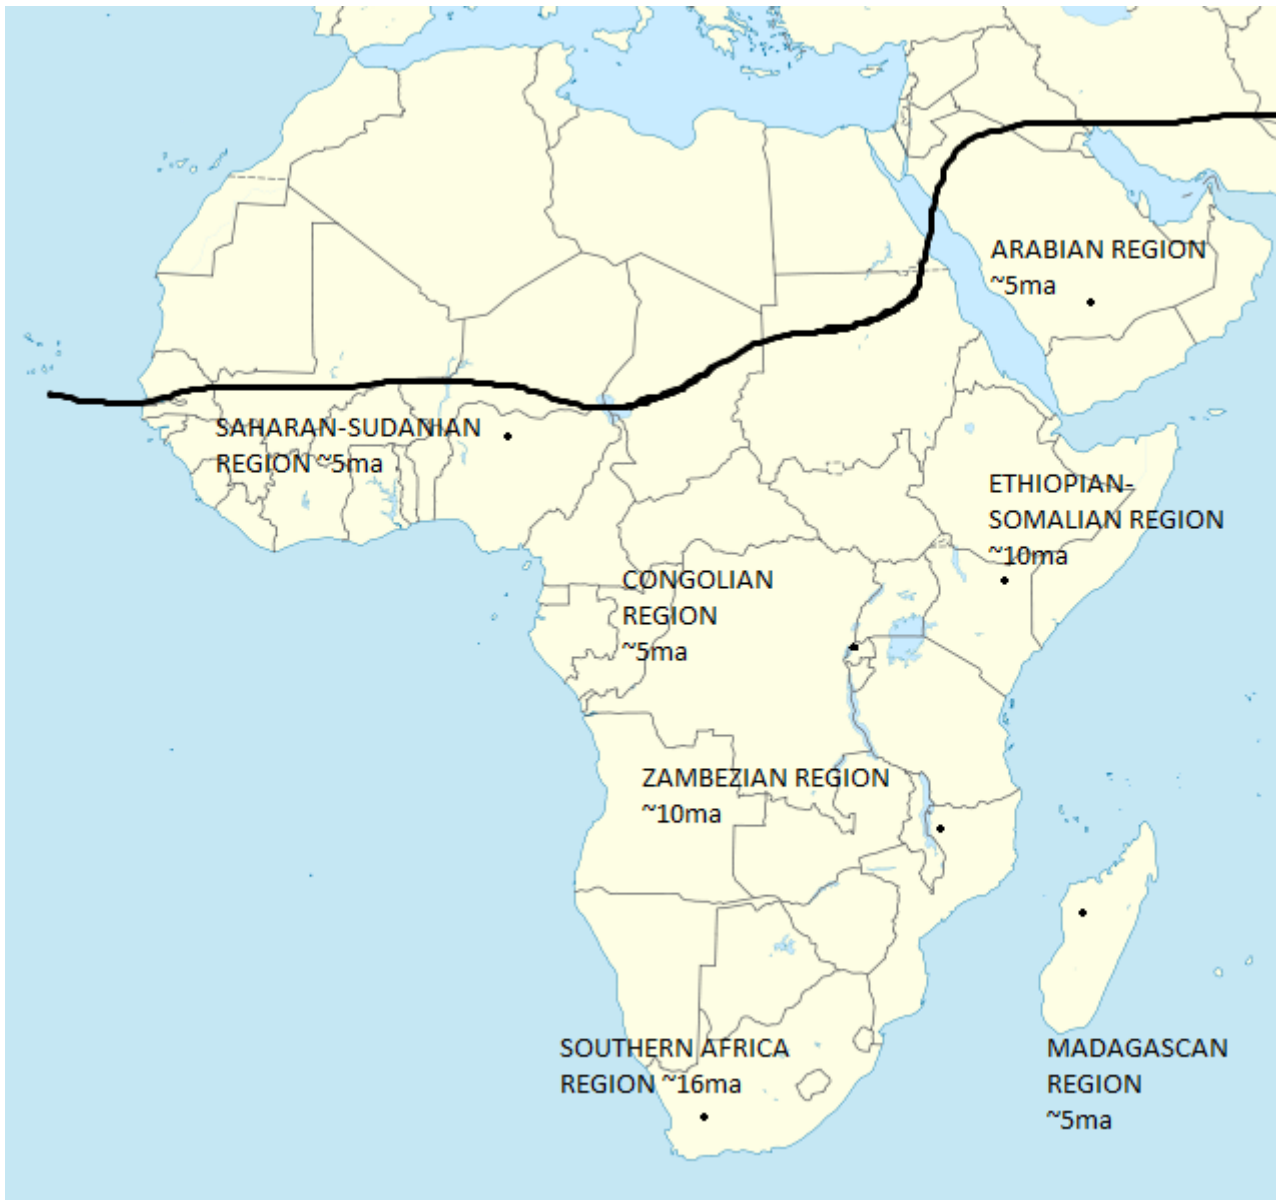 ARABIAN REGION
~5ma
SAHARAN-SUDANIAN
REGION ~5ma
ETHIOPIAN-
SOMALIAN REGION
~10ma
CONGOLIAN
REGION
~5ma
ZAMBEZIAN REGION
~10ma
SOUTHERN AFRICA
REGION ~16ma
MADAGASCAN
REGION
~5ma